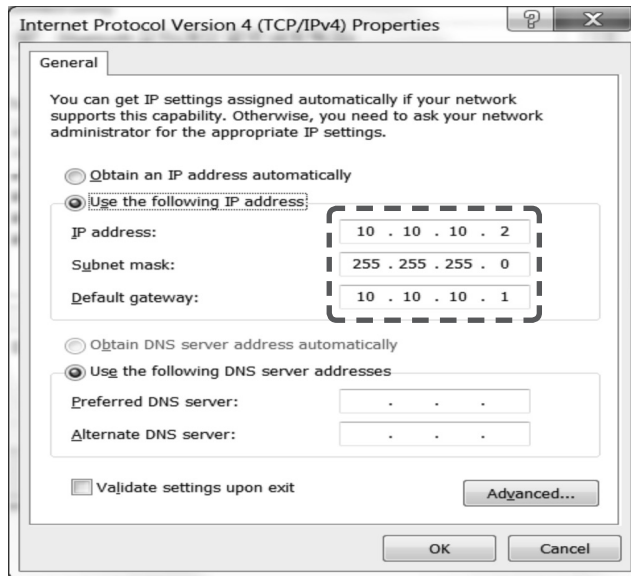 Internet Protocol Version 4 (TCP/IPv4) Properties
General
You can get IP settings assigned automatically if your network
supports this capability. Otherwise, you need to ask your network
administrator for the appropriate IP settings.
Obtain an IP address automatically
Use the following IP address:
IP address: 10 . 10 . 10 . 2
Subnet mask: 255 . 255 . 255 . 0
Default gateway: 10 . 10 . 10 . 1
Obtain DNS server address automatically
Use the following DNS server addresses
Preferred DNS server: . . .
Alternate DNS server: . . .
Validate settings upon exit
Advanced...
OK Cancel